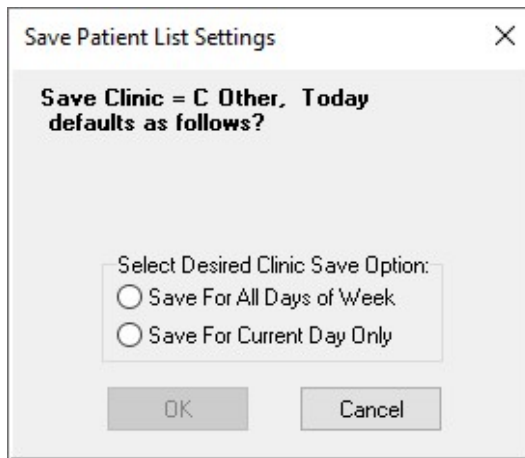 Save Patient List Settings
Save Clinic = C Other, Today
defaults as follows?
Select Desired Clinic Save Option:
Save For All Days of Week
Save For Current Day Only
OK
Cancel